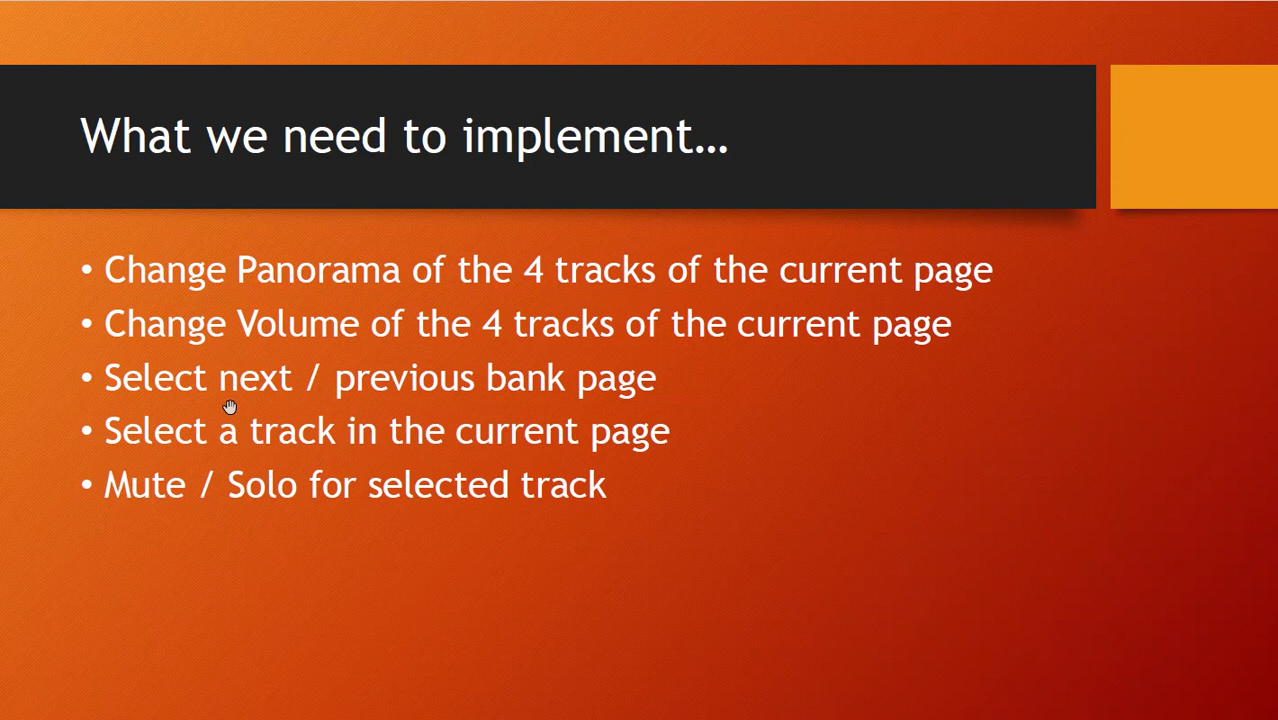 What we need to implement...
• Change Panorama of the 4 tracks of the current page
• Change Volume of the 4 tracks of the current page
• Select next / previous bank page
• Select a track in the current page
• Mute / Solo for selected track